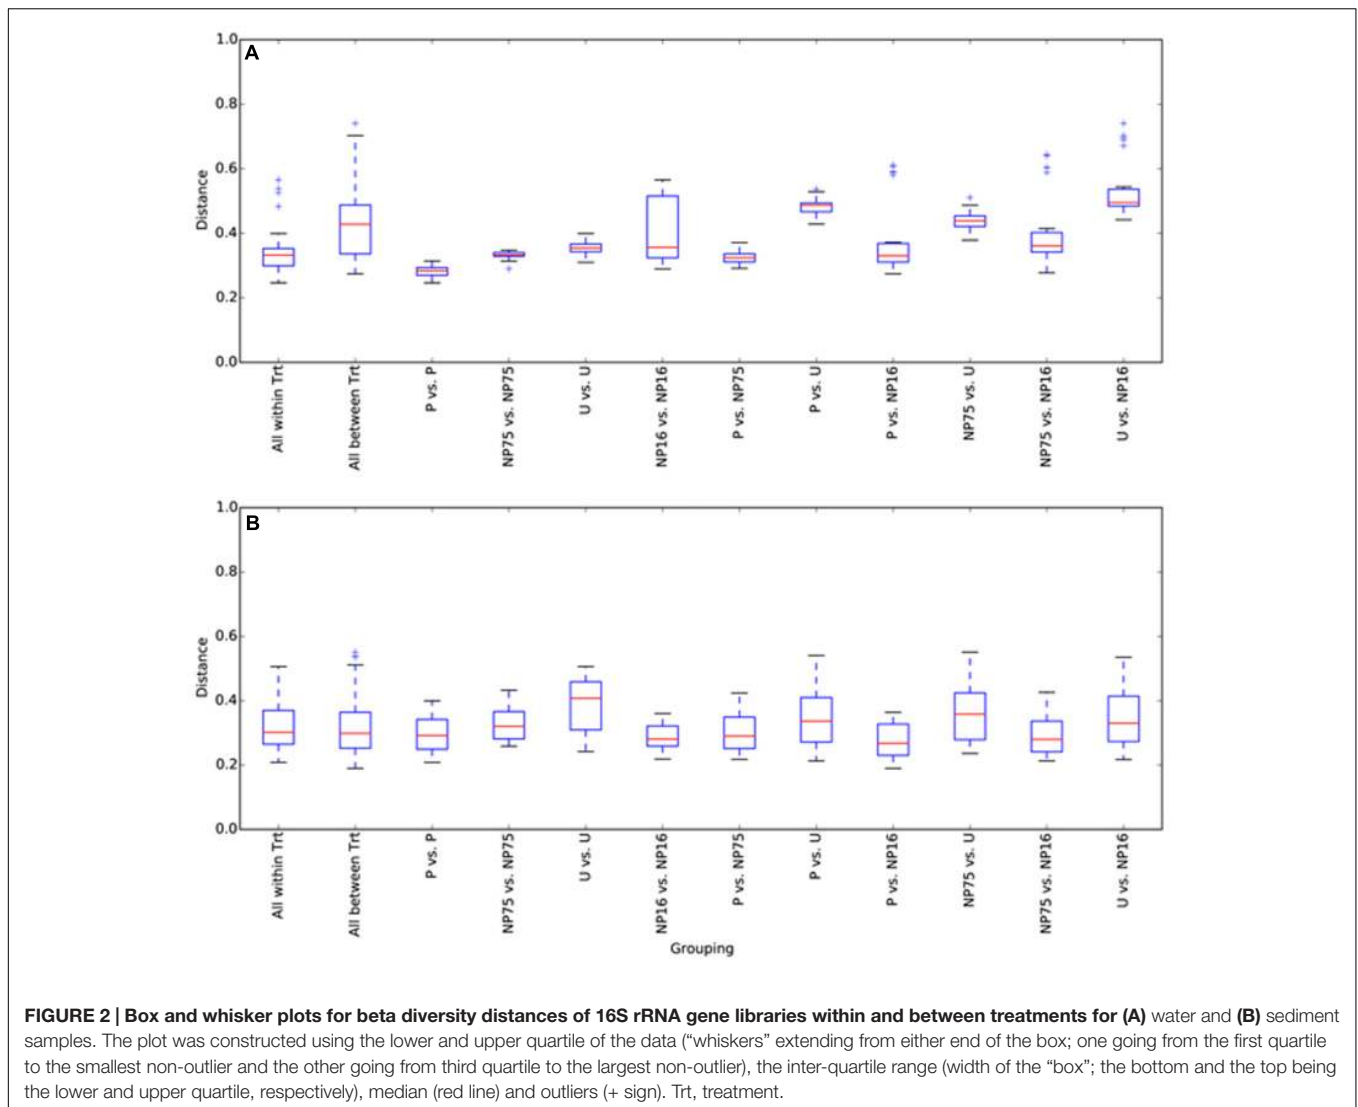 A
1.0
0.8
0.6
0.4
0.2
0.0
Distance
All within Trt
All between Trt
P vs. P
NP75 vs. NP75
U vs. U
NP16 vs. NP16
P vs. NP75
P vs. U
P vs. NP16
NP75 vs. U
NP75 vs. NP16
U vs. NP16
B
1.0
0.8
0.6
0.4
0.2
0.0
Distance
All within Trt
All between Trt
P vs. P
NP75 vs. NP75
U vs. U
NP16 vs. NP16
P vs. NP75
P vs. U
P vs. NP16
NP75 vs. U
NP75 vs. NP16
U vs. NP16
Grouping
FIGURE 2 | Box and whisker plots for beta diversity distances of 16S rRNA gene libraries within and between treatments for (A) water and (B) sediment
samples. The plot was constructed using the lower and upper quartile of the data (“whiskers” extending from either end of the box; one going from the first quartile
to the smallest non-outlier and the other going from third quartile to the largest non-outlier), the inter-quartile range (width of the “box”; the bottom and the top being
the lower and upper quartile, respectively), median (red line) and outliers (+ sign). Trt, treatment.